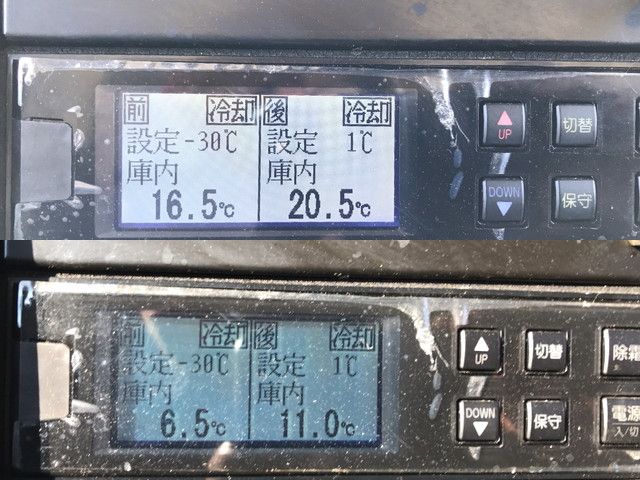 前 冷却 後 冷却
設定 -30℃ 設定 1℃
庫内 庫内
16.5℃ 20.5℃
▲ UP 切替
DOWN ▼ 保守
前 冷却 後 冷却
設定 -30℃ 設定 1℃
庫内 庫内
6.5℃ 11.0℃
▲ UP 切替 除霜
DOWN ▼ 保守 電源 入/切